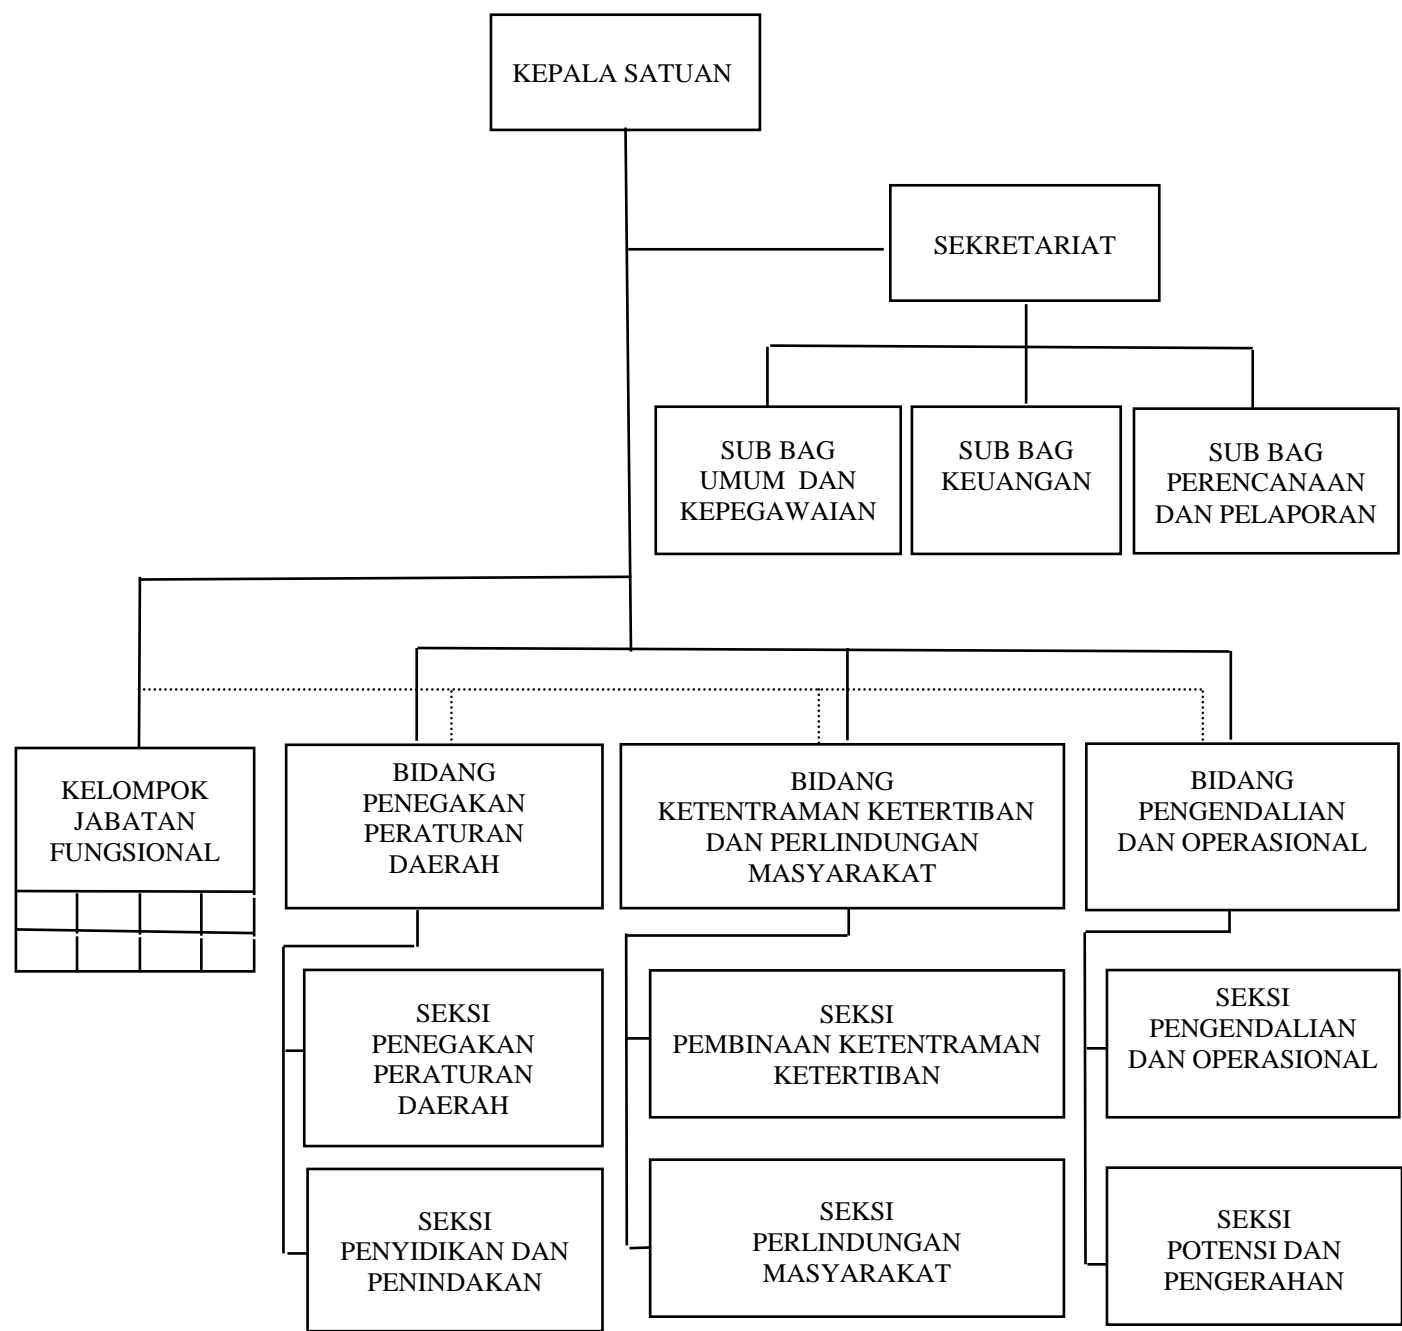 KEPALA SATUAN
SEKRETARIAT
SUB BAG
UMUM DAN
KEPEGAWAIAN
SUB BAG
KEUANGAN
SUB BAG
PERENCANAAN
DAN PELAPORAN
KELOMPOK
JABATAN
FUNGSIONAL
BIDANG
PENEGAKAN
PERATURAN
DAERAH
BIDANG
KETENTRAMAN KETERTIBAN
DAN PERLINDUNGAN
MASYARAKAT
BIDANG
PENGENDALIAN
DAN OPERASIONAL
SEKSI
PENEGAKAN
PERATURAN
DAERAH
SEKSI
PEMBINAAN KETENTRAMAN
KETERTIBAN
SEKSI
PENGENDALIAN
DAN OPERASIONAL
SEKSI
PENYIDIKAN DAN
PENINDAKAN
SEKSI
PERLINDUNGAN
MASYARAKAT
SEKSI
POTENSI DAN
PENGERAHAN